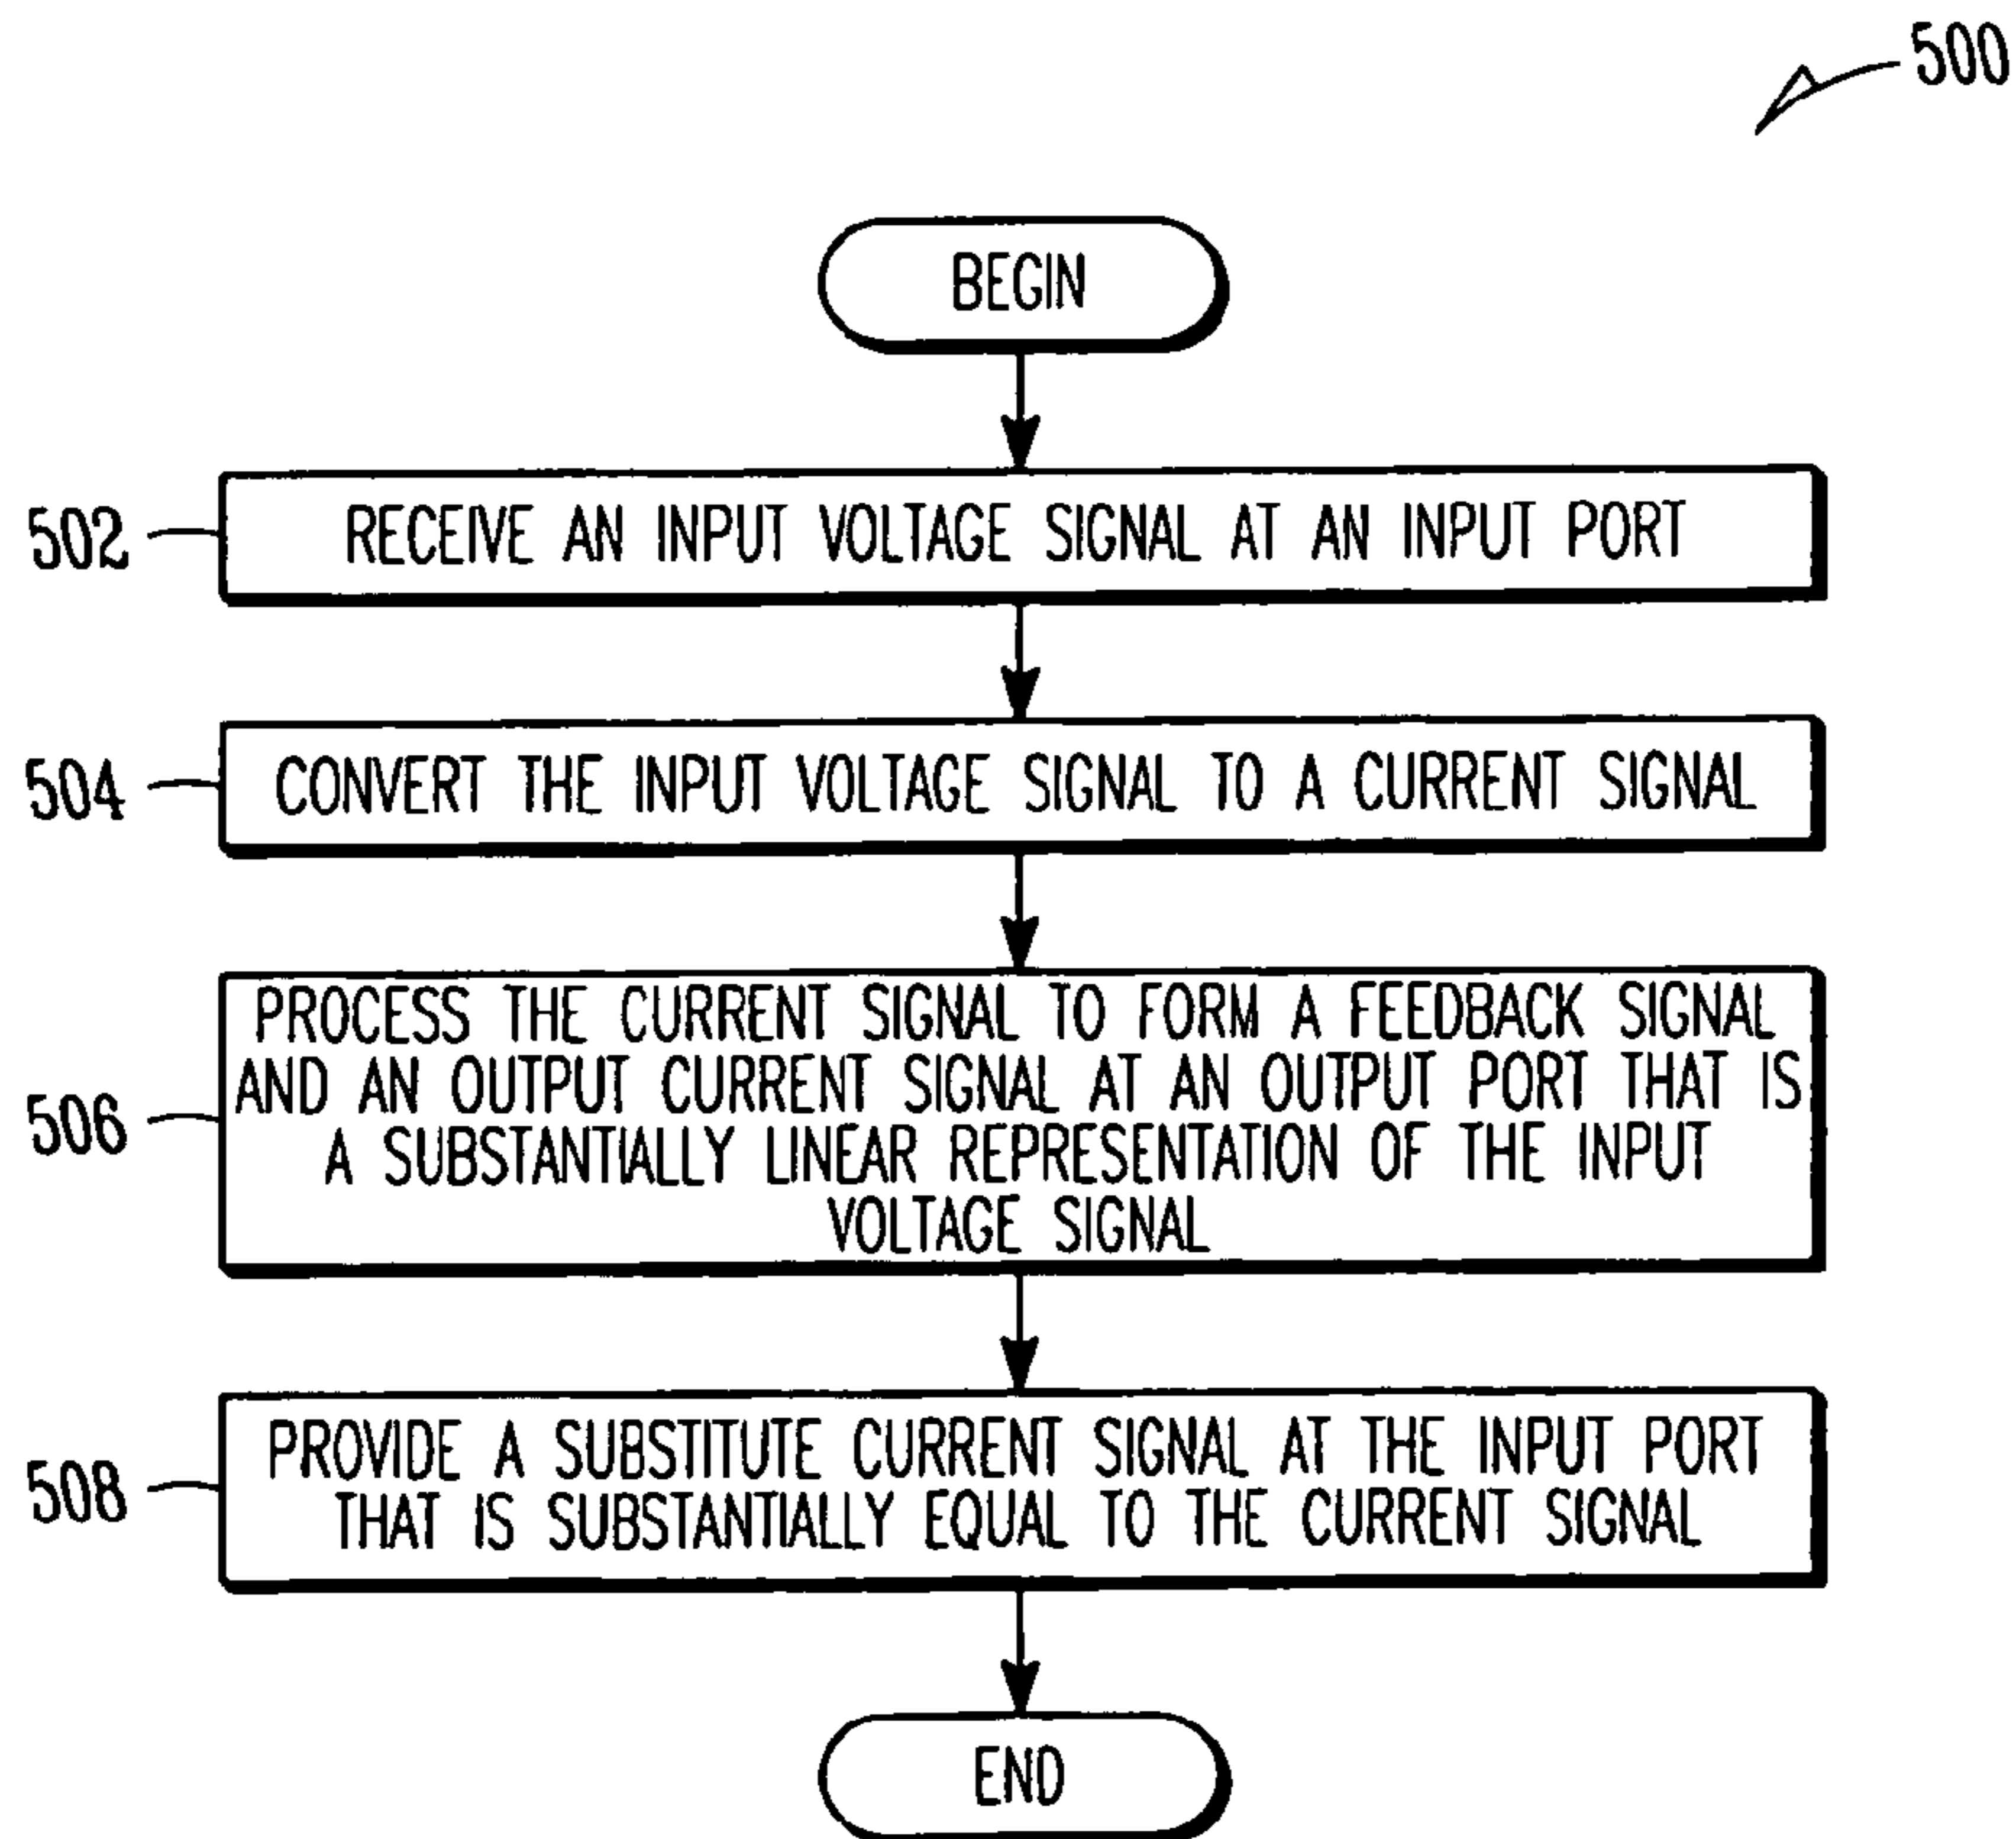 500
BEGIN
502
RECEIVE AN INPUT VOLTAGE SIGNAL AT AN INPUT PORT
504
CONVERT THE INPUT VOLTAGE SIGNAL TO A CURRENT SIGNAL
506
PROCESS THE CURRENT SIGNAL TO FORM A FEEDBACK SIGNAL
AND AN OUTPUT CURRENT SIGNAL AT AN OUTPUT PORT THAT IS
A SUBSTANTIALLY LINEAR REPRESENTATION OF THE INPUT
VOLTAGE SIGNAL
508
PROVIDE A SUBSTITUTE CURRENT SIGNAL AT THE INPUT PORT
THAT IS SUBSTANTIALLY EQUAL TO THE CURRENT SIGNAL
END